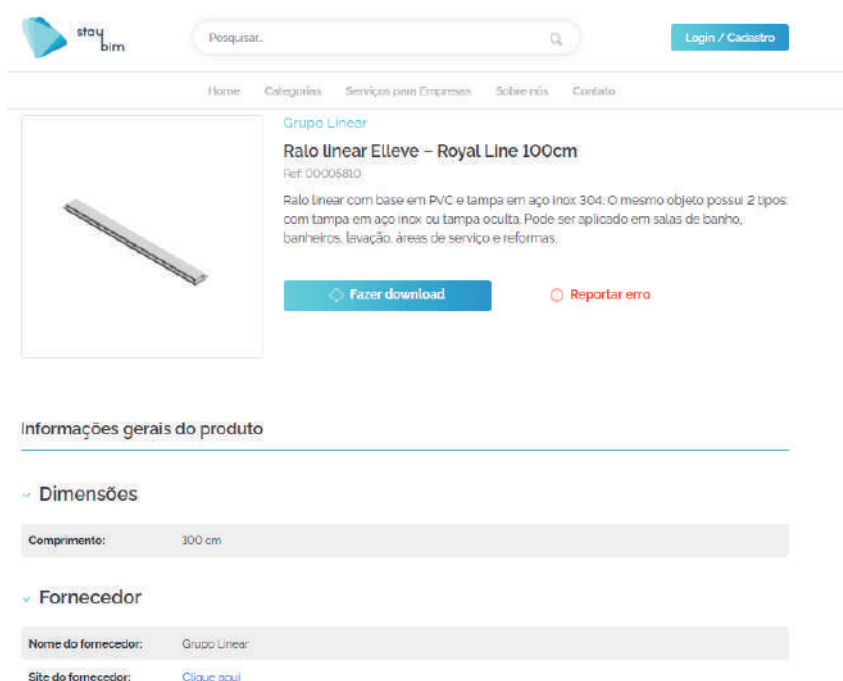 stay
bim
Pesquisar..
Login / Cadastro
Home Categorias Serviços para Empresas Sobre nós Contato
Grupo Linear
Ralo linear Elleve – Royal Line 100cm
Ref: 00005810
Ralo linear com base em PVC e tampa em aço inox 304. O mesmo objeto possui 2 tipos:
com tampa em aço inox ou tampa oculta. Pode ser aplicado em salas de banho,
banheiros, lavação, áreas de serviço e reformas.
Fazer download
Reportar erro
Informações gerais do produto
Dimensões
Comprimento: 100 cm
Fornecedor
Nome do fornecedor: Grupo Linear
Site do fornecedor: Clique aqui